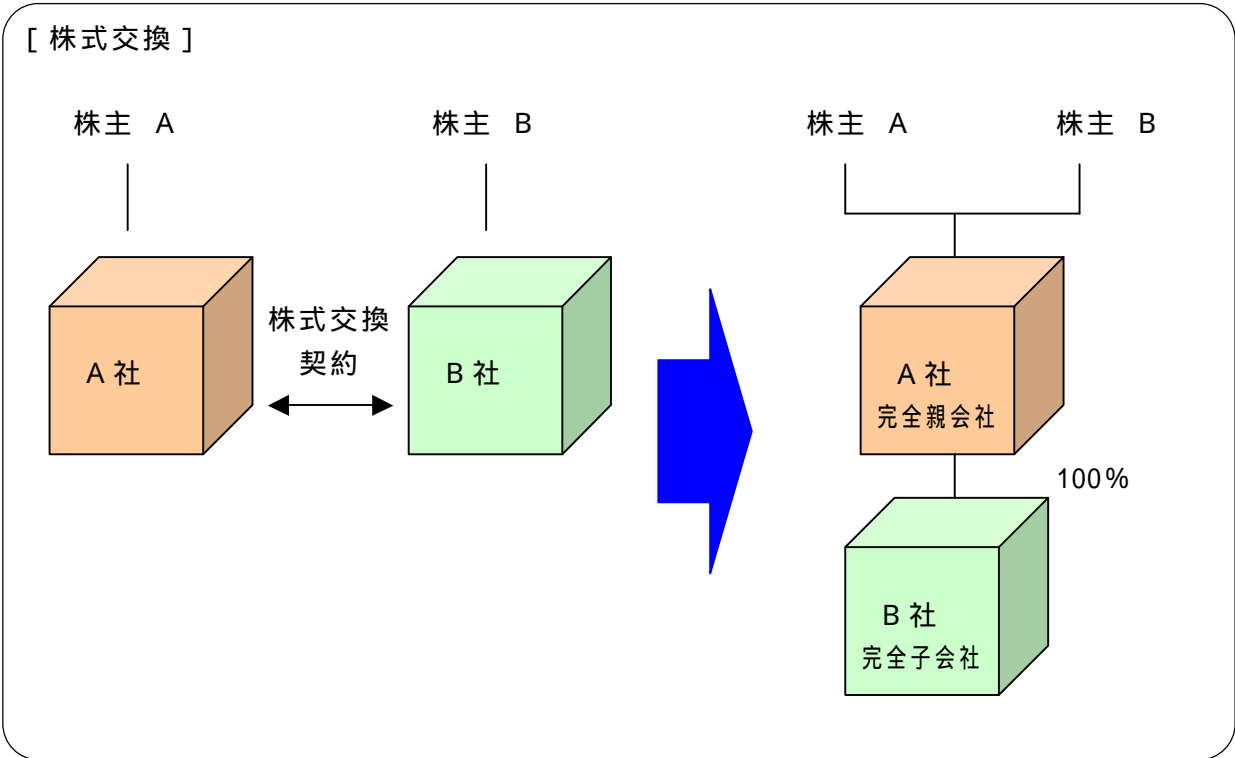 [ 株式交換 ]
株主 A
株主 B
株主 A
株主 B
A 社
株式交換
契約
B 社
A 社
完全親会社
100%
B 社
完全子会社